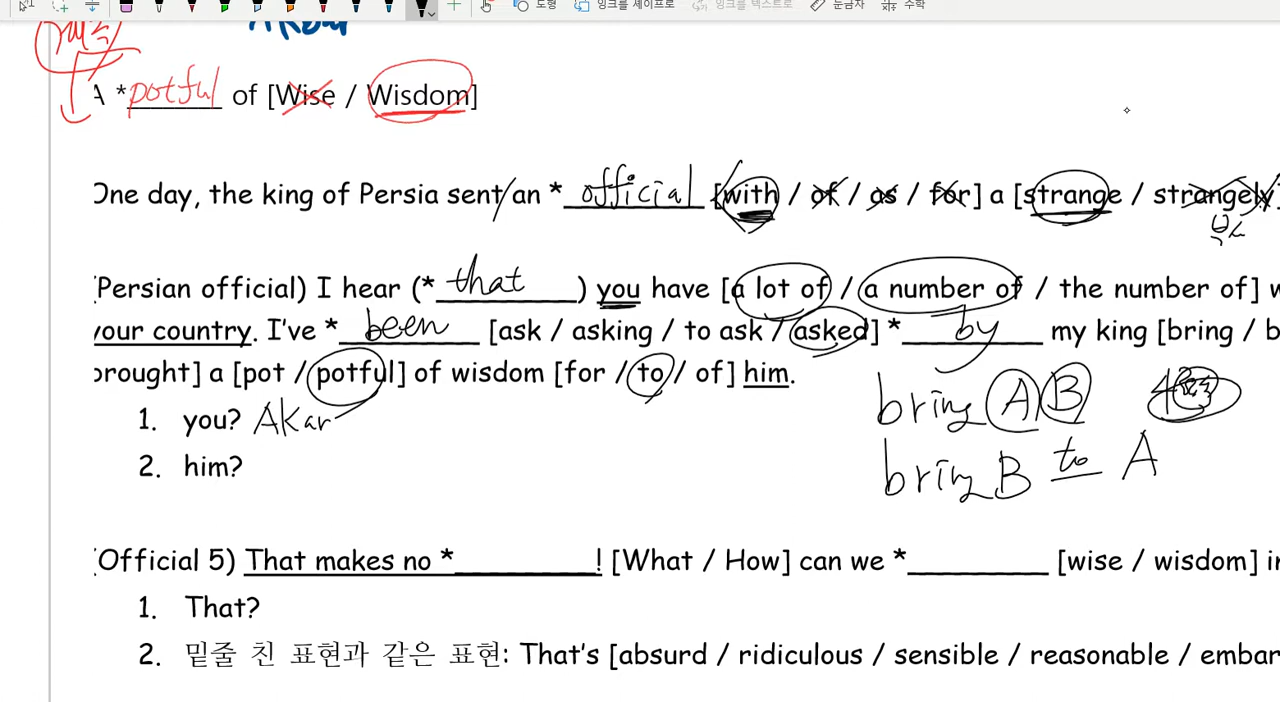 도형 잉크를 셰이프로 잉크를 텍스트로 눈금자 수학
AKbar
A *potful of [Wise / Wisdom]
One day, the king of Persia sent/an *official [with / of / as / for] a [strange / strangely]
Persian official) I hear (*that) you have [a lot of / a number of / the number of] w
your country. I've *been [ask / asking / to ask / asked] *by my king [bring / b
brought] a [pot / potful] of wisdom [for / to / of] him.
bring A B
1. you? AKar
bring B to A
2. him?
Official 5) That makes no *________! [What / How] can we *________ [wise / wisdom] in
1. That?
2. 밑줄 친 표현과 같은 표현: That's [absurd / ridiculous / sensible / reasonable / embar